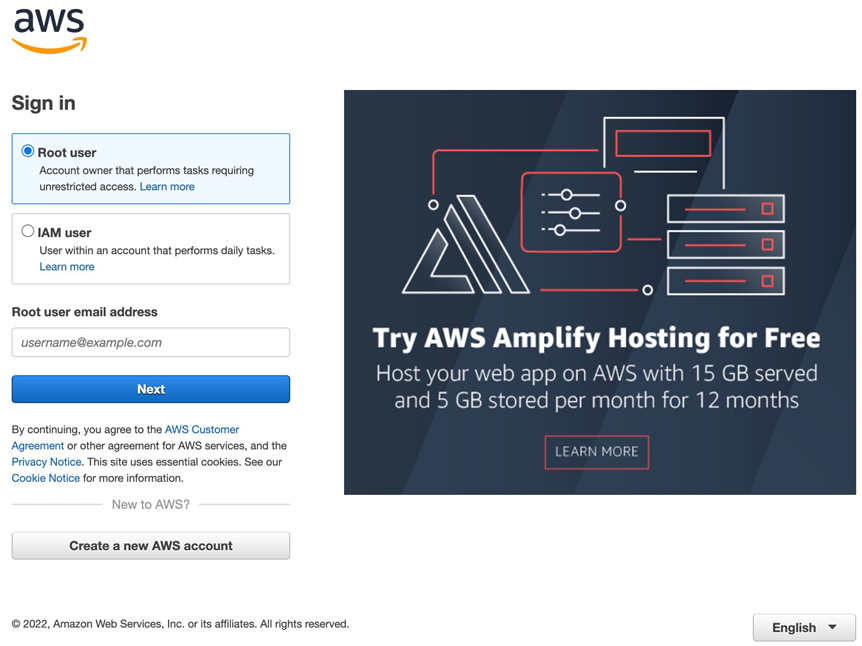 aws
Sign in
Root user
Account owner that performs tasks requiring
unrestricted access. Learn more
IAM user
User within an account that performs daily tasks.
Learn more
Root user email address
username@example.com
Next
By continuing, you agree to the AWS Customer
Agreement or other agreement for AWS services, and the
Privacy Notice. This site uses essential cookies. See our
Cookie Notice for more information.
New to AWS?
Create a new AWS account
Try AWS Amplify Hosting for Free
Host your web app on AWS with 15 GB served
and 5 GB stored per month for 12 months
LEARN MORE
© 2022, Amazon Web Services, Inc. or its affiliates. All rights reserved.
English